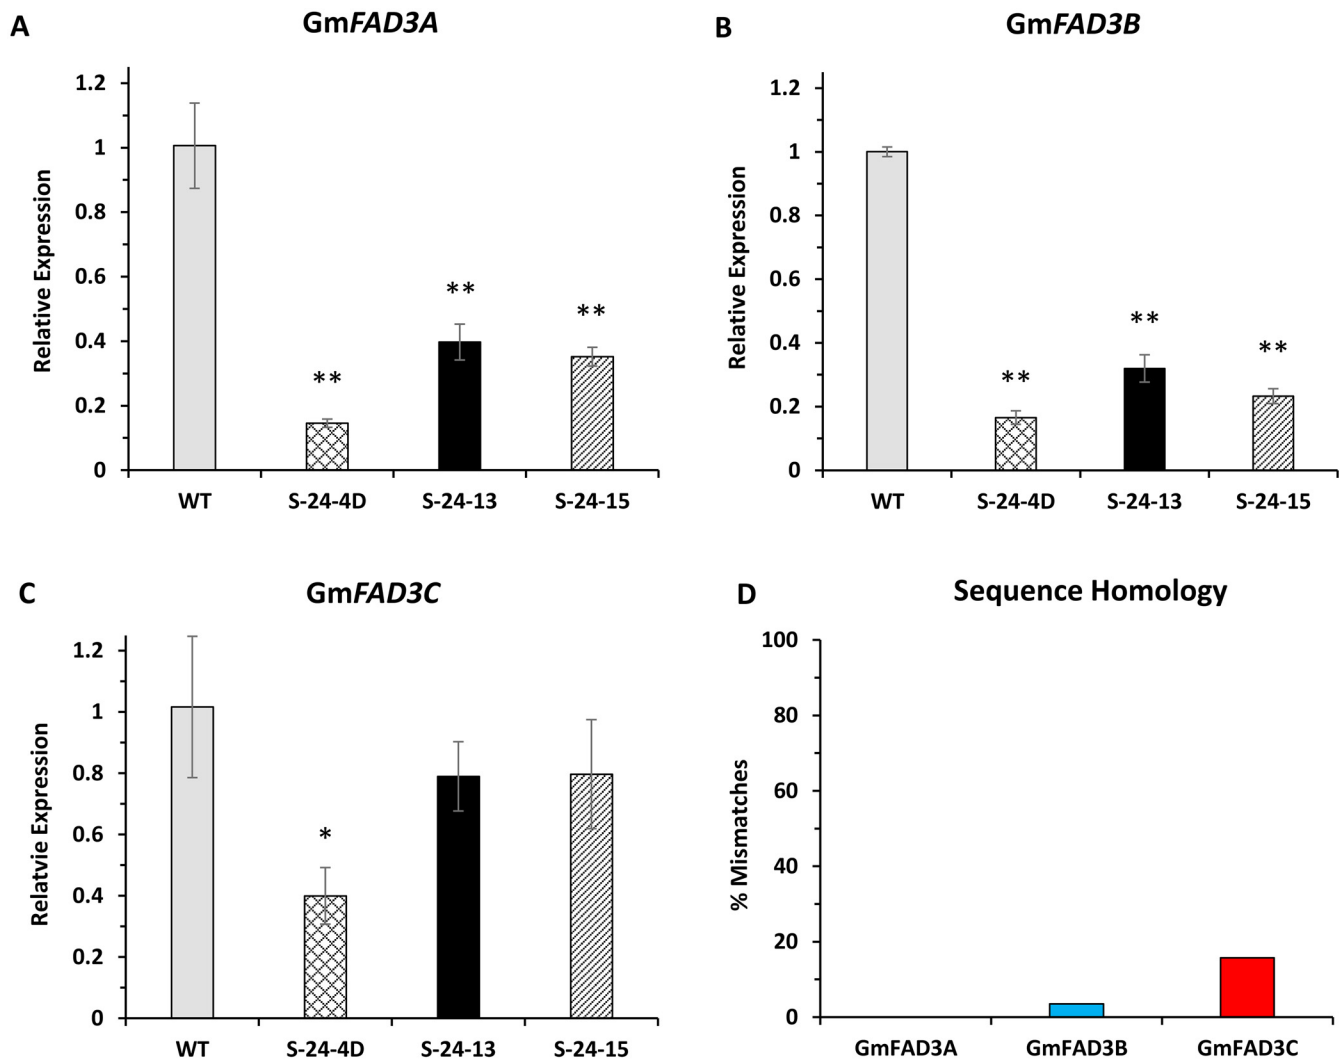 A
GmFAD3A
Relative Expression
1.2
1
0.8
0.6
0.4
0.2
0
**
**
**
WT
S-24-4D
S-24-13
S-24-15
B
GmFAD3B
Relative Expression
1.2
1
0.8
0.6
0.4
0.2
0
**
**
**
WT
S-24-4D
S-24-13
S-24-15
C
GmFAD3C
Relatvie Expression
1.2
1
0.8
0.6
0.4
0.2
0
*
WT
S-24-4D
S-24-13
S-24-15
D
Sequence Homology
% Mismatches
100
80
60
40
20
0
GmFAD3A
GmFAD3B
GmFAD3C